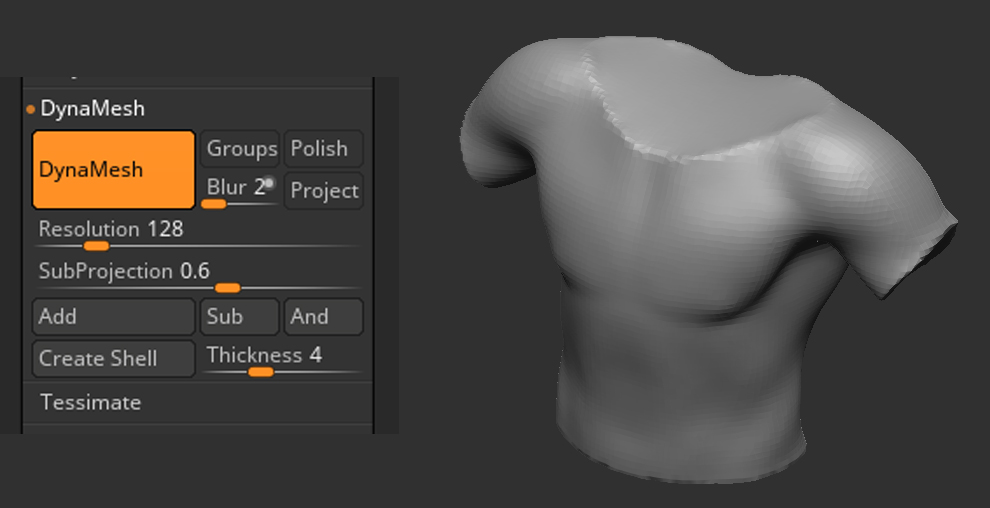 DynaMesh
DynaMesh
Groups
Polish
Blur 2
Project
Resolution 128
SubProjection 0.6
Add
Sub
And
Create Shell
Thickness 4
Tessimate